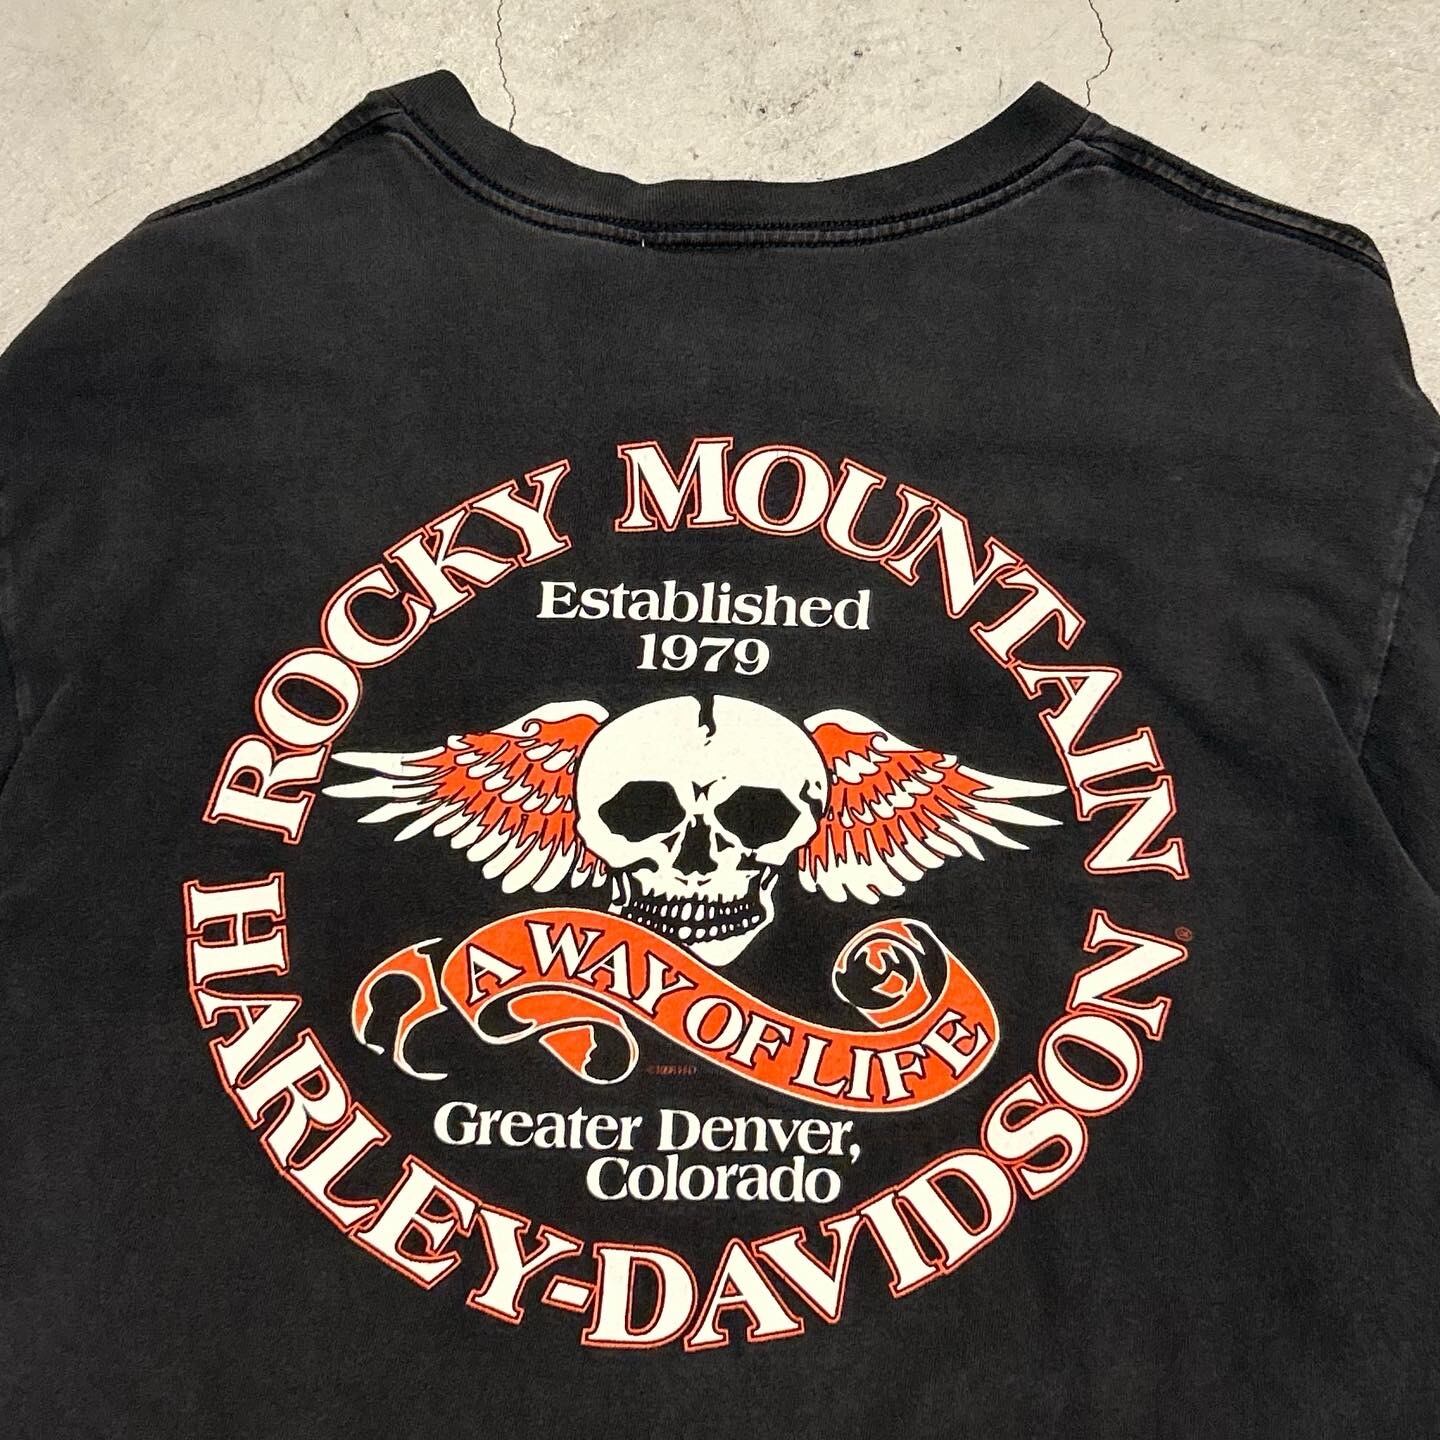 ROCKY MOUNTAIN
Established
1979
A WAY OF LIFE
Greater Denver,
Colorado
HARLEY-DAVIDSON®